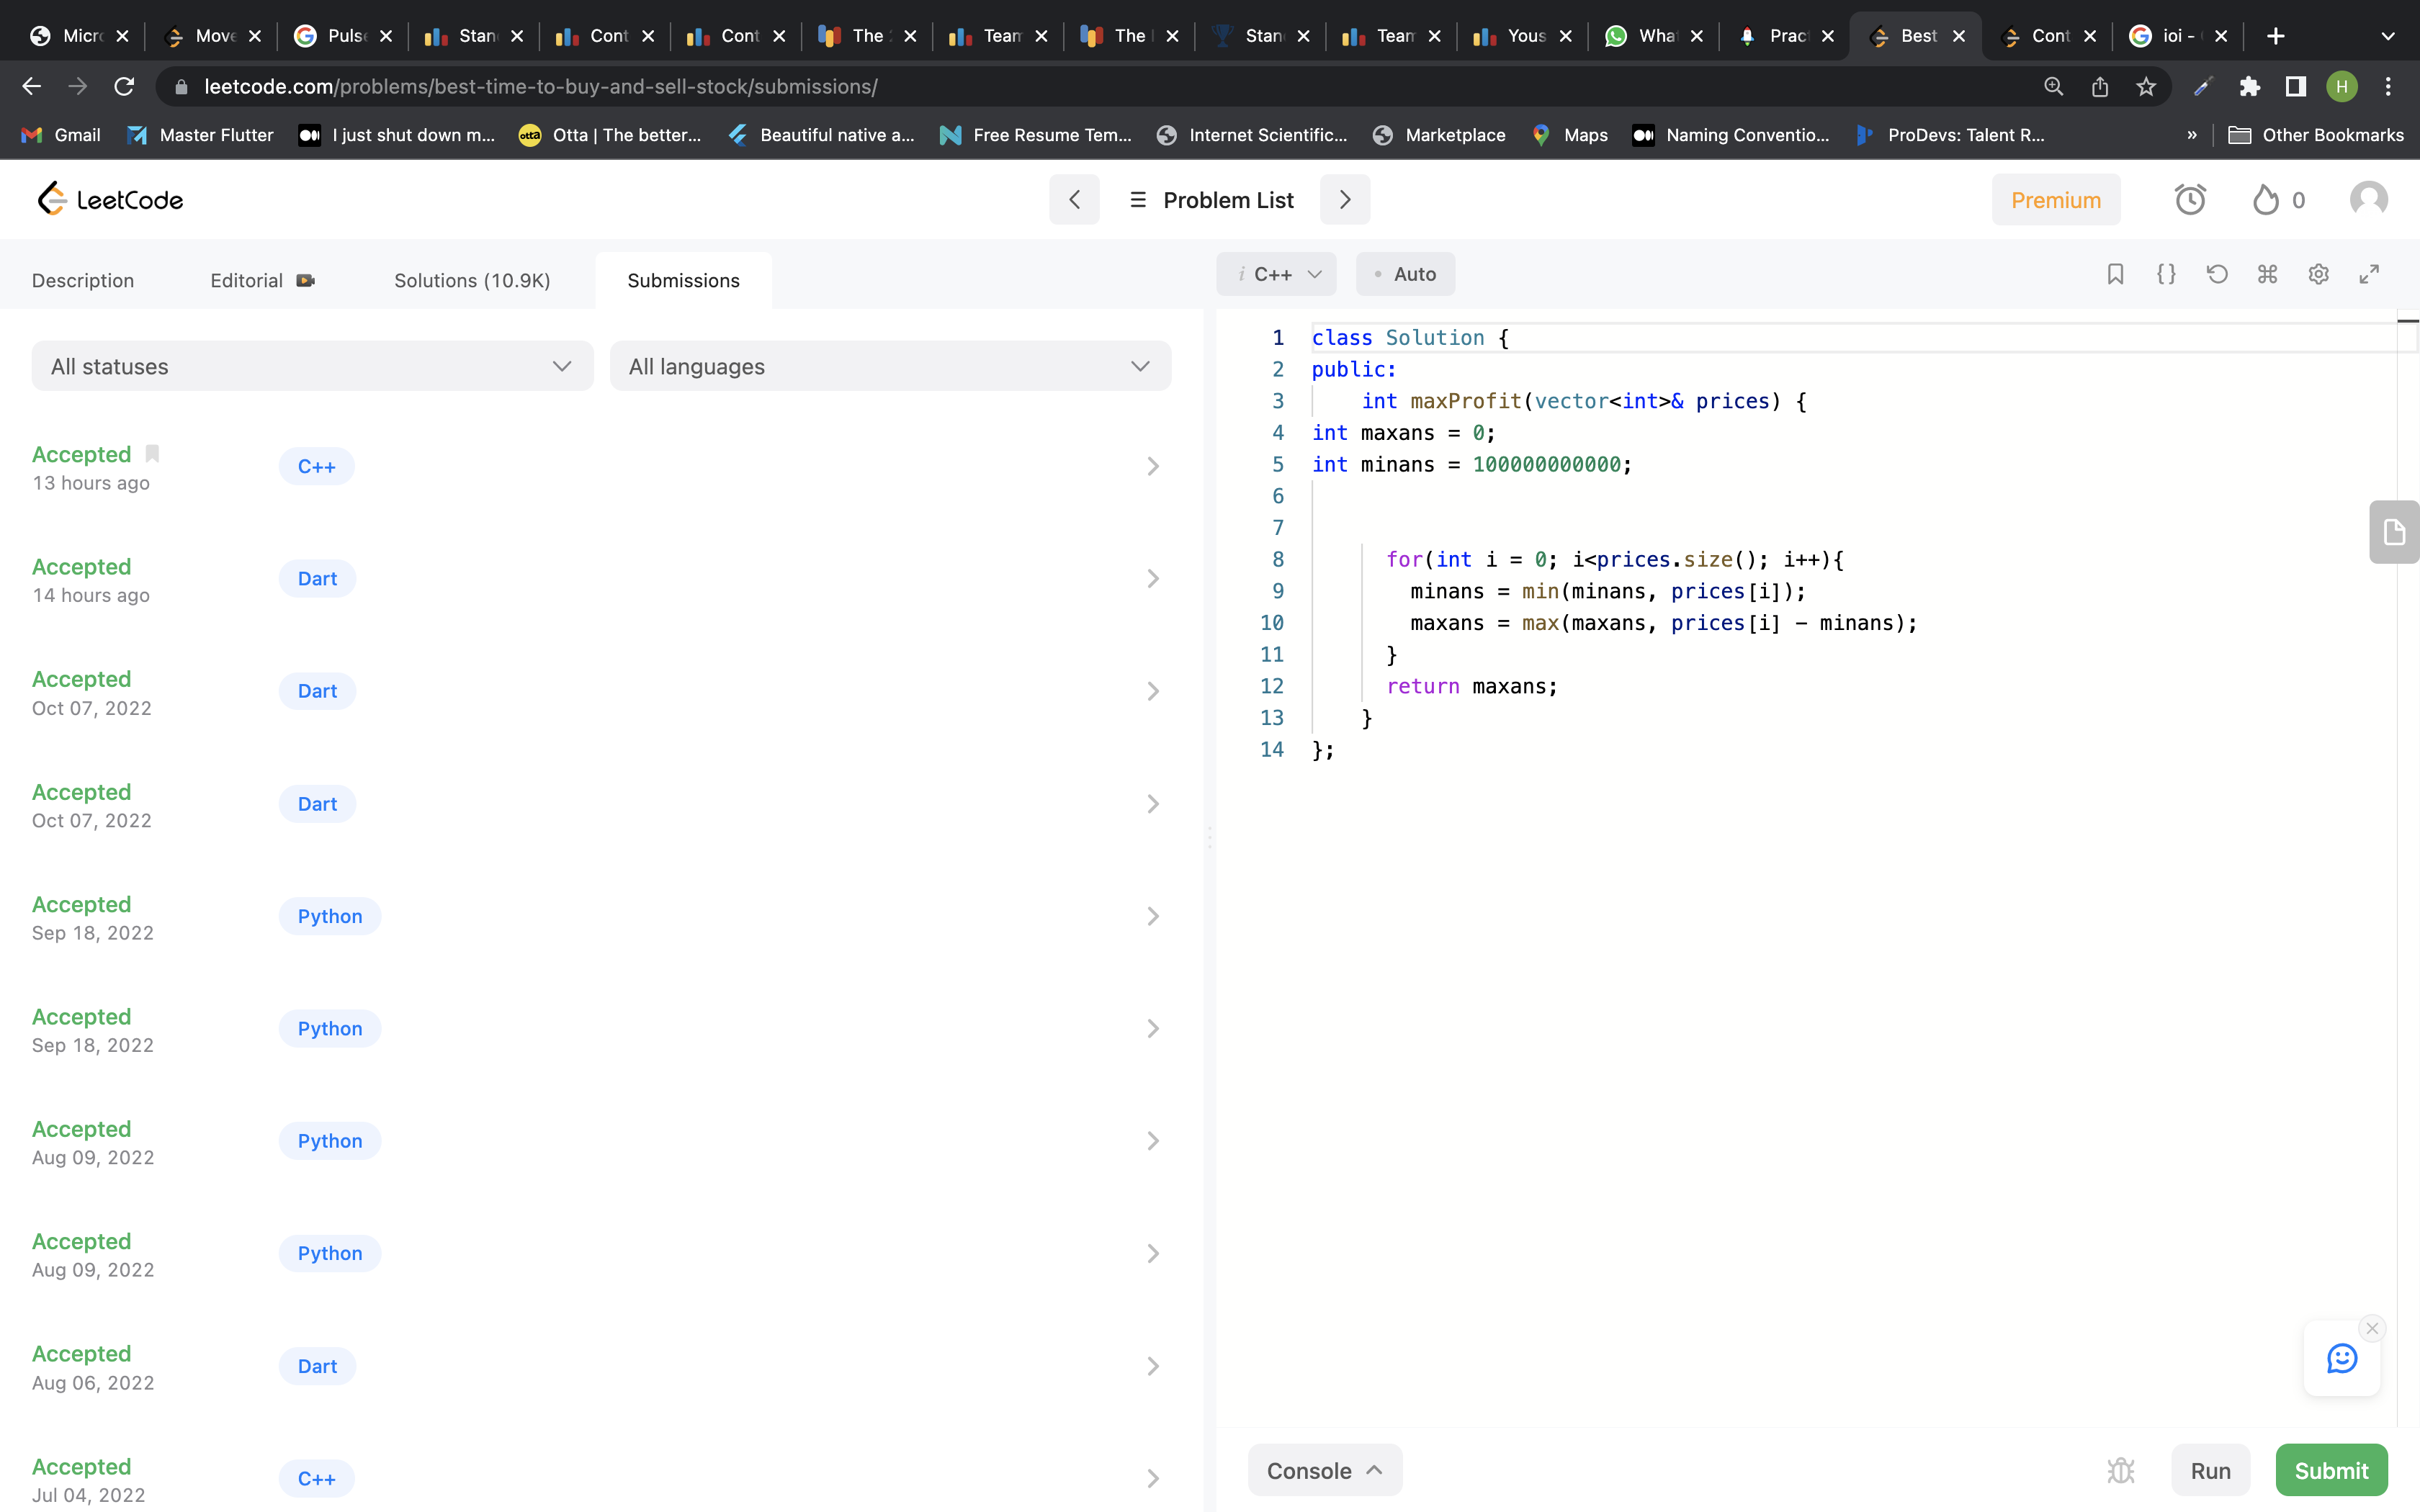 Micr
Move
Pulse
Stan
Cont
Cont
The
Team
The
Stan
Team
Yous
What
Prac
Best
Cont
ioi -
leetcode.com/problems/best-time-to-buy-and-sell-stock/submissions/
H
Gmail
Master Flutter
I just shut down m...
otta
Otta | The better...
Beautiful native a...
Free Resume Tem...
Internet Scientific...
Marketplace
Maps
Naming Conventio...
ProDevs: Talent R...
»
Other Bookmarks
LeetCode
Problem List
Premium
0
Description
Editorial
Solutions (10.9K)
Submissions
i C++
Auto
All statuses
All languages
Accepted
13 hours ago
C++
Accepted
14 hours ago
Dart
Accepted
Oct 07, 2022
Dart
Accepted
Oct 07, 2022
Dart
Accepted
Sep 18, 2022
Python
Accepted
Sep 18, 2022
Python
Accepted
Aug 09, 2022
Python
Accepted
Aug 09, 2022
Python
Accepted
Aug 06, 2022
Dart
Accepted
Jul 04, 2022
C++
1 class Solution {
2 public:
3 int maxProfit(vector<int>& prices) {
4 int maxans = 0;
5 int minans = 100000000000;
6
7
8 for(int i = 0; i<prices.size(); i++){
9 minans = min(minans, prices[i]);
10 maxans = max(maxans, prices[i] - minans);
11 }
12 return maxans;
13 }
14 };
Console
Run
Submit